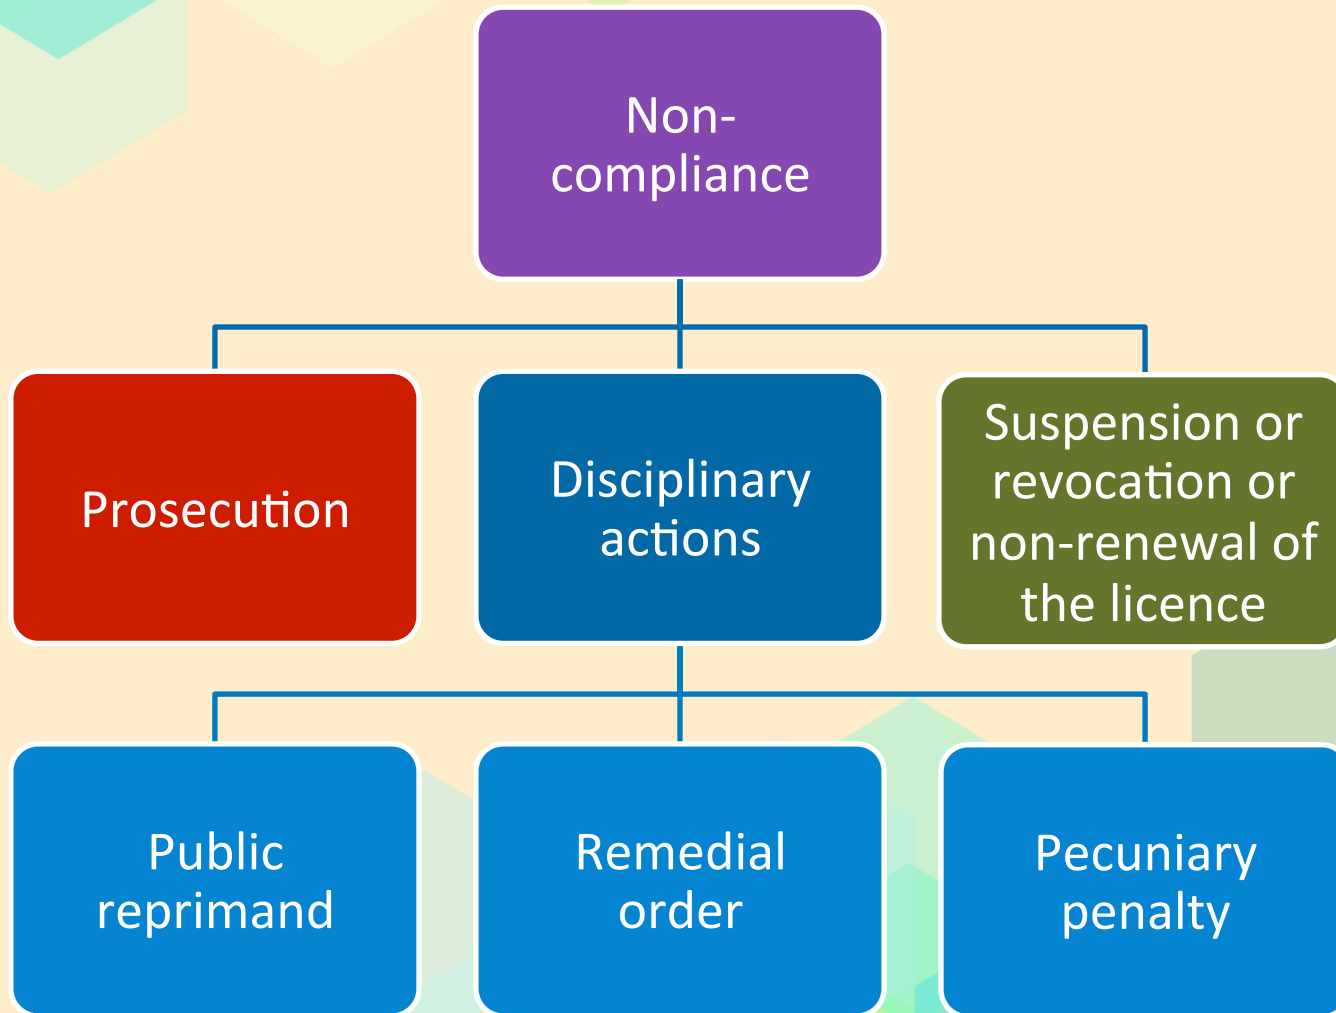 Non-
compliance
Prosecution
Disciplinary
actions
Suspension or
revocation or
non-renewal of
the licence
Public
reprimand
Remedial
order
Pecuniary
penalty